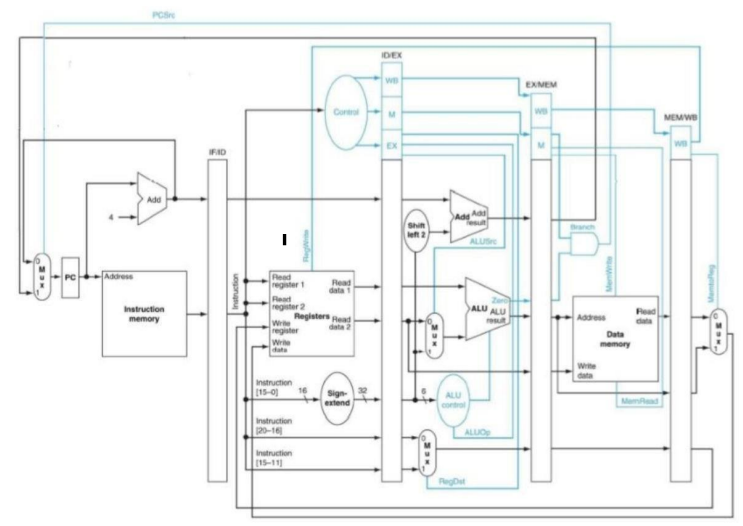 PCSrc
ID/EX
WB
EX/MEM
Control
M
WB
MEM/WB
EX
M
WB
IF/ID
Add
4
Add Add
result
Shift
left 2
Branch
ALUSrc
RegWrite
MemWrite
MemtoReg
0
M
u
x
1
PC
Address
Instruction
memory
Instruction
Read
register 1
Read
data 1
Read
register 2
Registers
Read
data 2
Write
register
Write
data
0
M
u
x
1
Zero
ALU ALU
result
Address
Read
data
Data
memory
Write
data
0
M
u
x
1
Instruction
[15–0]
16
Sign-
extend
32
6
ALU
control
MemRead
Instruction
[20–16]
ALUOp
0
M
u
x
1
Instruction
[15–11]
RegDst